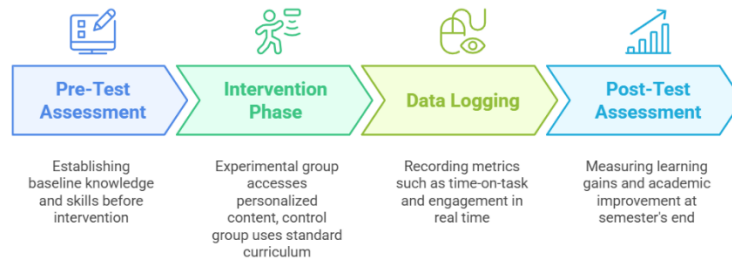 Pre-Test
Assessment
Intervention
Phase
Data Logging
Post-Test
Assessment
Establishing
baseline knowledge
and skills before
intervention
Experimental group
accesses
personalized
content, control
group uses standard
curriculum
Recording metrics
such as time-on-task
and engagement in
real time
Measuring learning
gains and academic
improvement at
semester's end